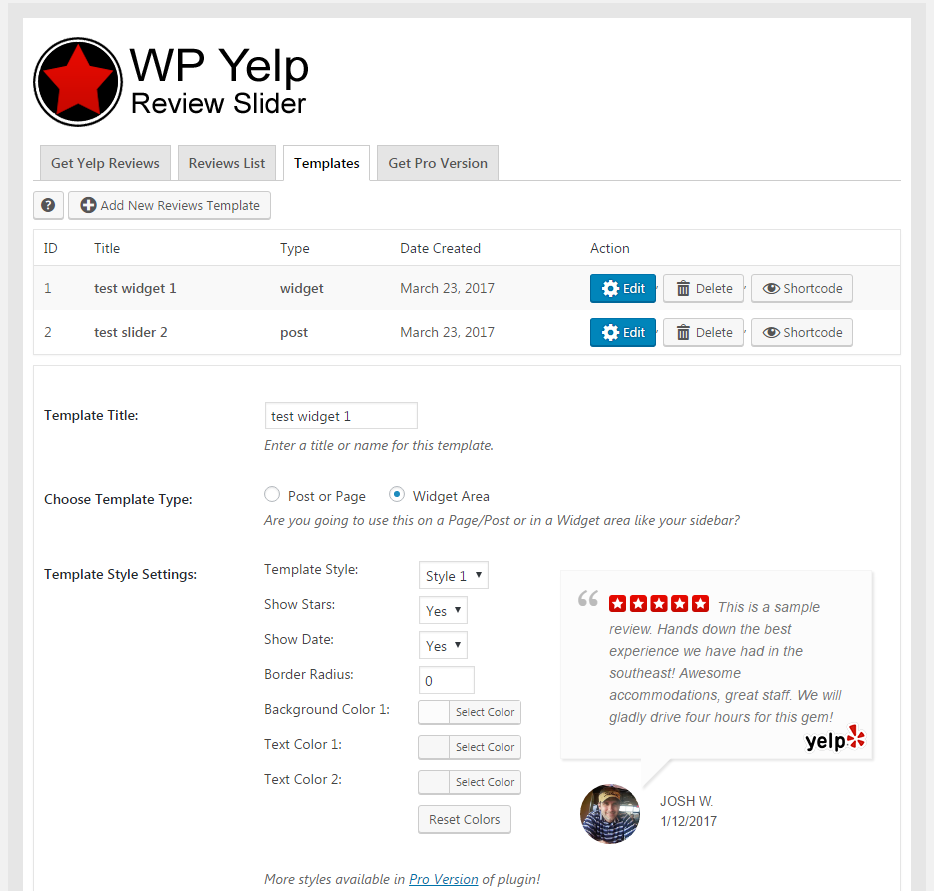 WP Yelp
Review Slider
Get Yelp Reviews Reviews List Templates Get Pro Version
? Add New Reviews Template
ID Title Type Date Created Action
1 test widget 1 widget March 23, 2017 Edit Delete Shortcode
2 test slider 2 post March 23, 2017 Edit Delete Shortcode
Template Title: test widget 1
Enter a title or name for this template.
Choose Template Type: Post or Page Widget Area
Are you going to use this on a Page/Post or in a Widget area like your sidebar?
Template Style Settings: Template Style: Style 1
Show Stars: Yes
Show Date: Yes
Border Radius: 0
Background Color 1: Select Color
Text Color 1: Select Color
Text Color 2: Select Color
Reset Colors
“ This is a sample
review. Hands down the best
experience we have had in the
southeast! Awesome
accommodations, great staff. We will
gladly drive four hours for this gem!
yelp
JOSH W.
1/12/2017
More styles available in Pro Version of plugin!